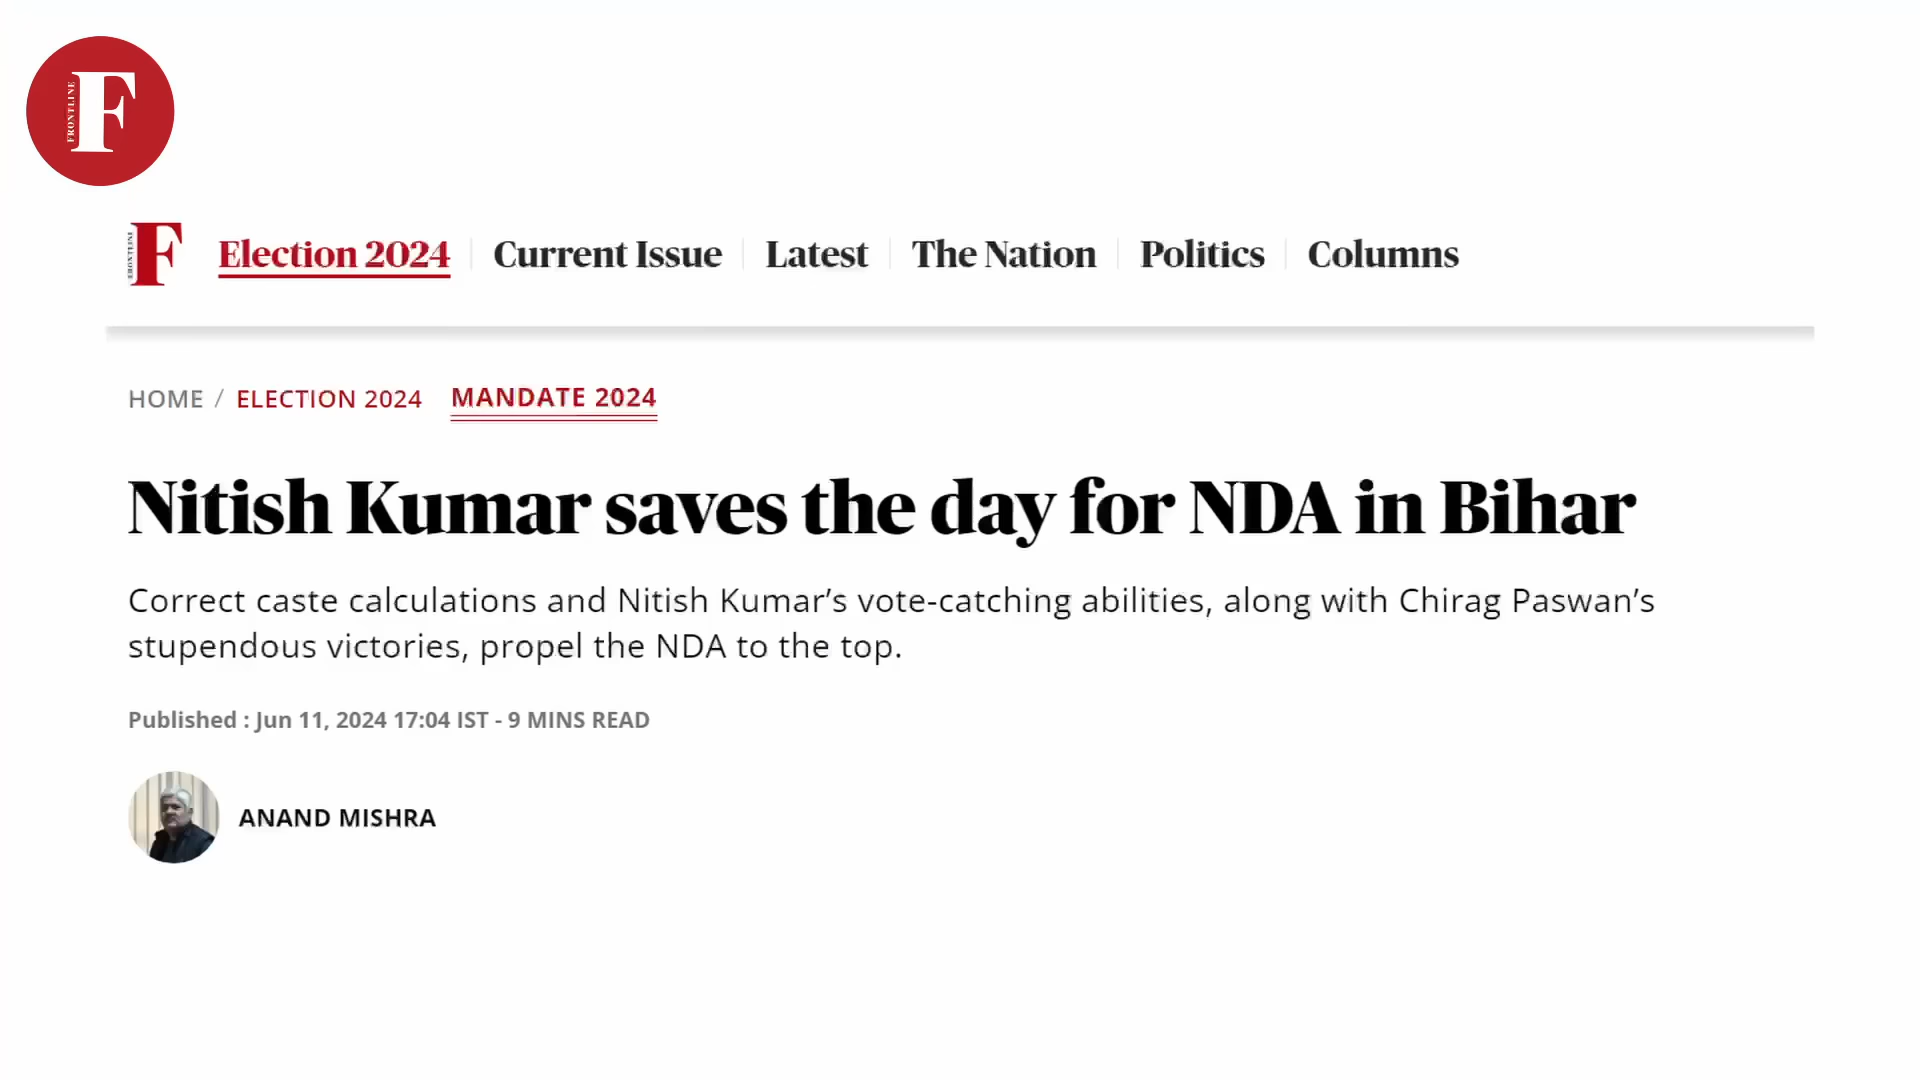 FRONTLINE
F
FRONTLINE
F
Election 2024
Current Issue
Latest
The Nation
Politics
Columns
HOME / ELECTION 2024 MANDATE 2024
Nitish Kumar saves the day for NDA in Bihar
Correct caste calculations and Nitish Kumar’s vote-catching abilities, along with Chirag Paswan’s
stupendous victories, propel the NDA to the top.
Published : Jun 11, 2024 17:04 IST - 9 MINS READ
ANAND MISHRA